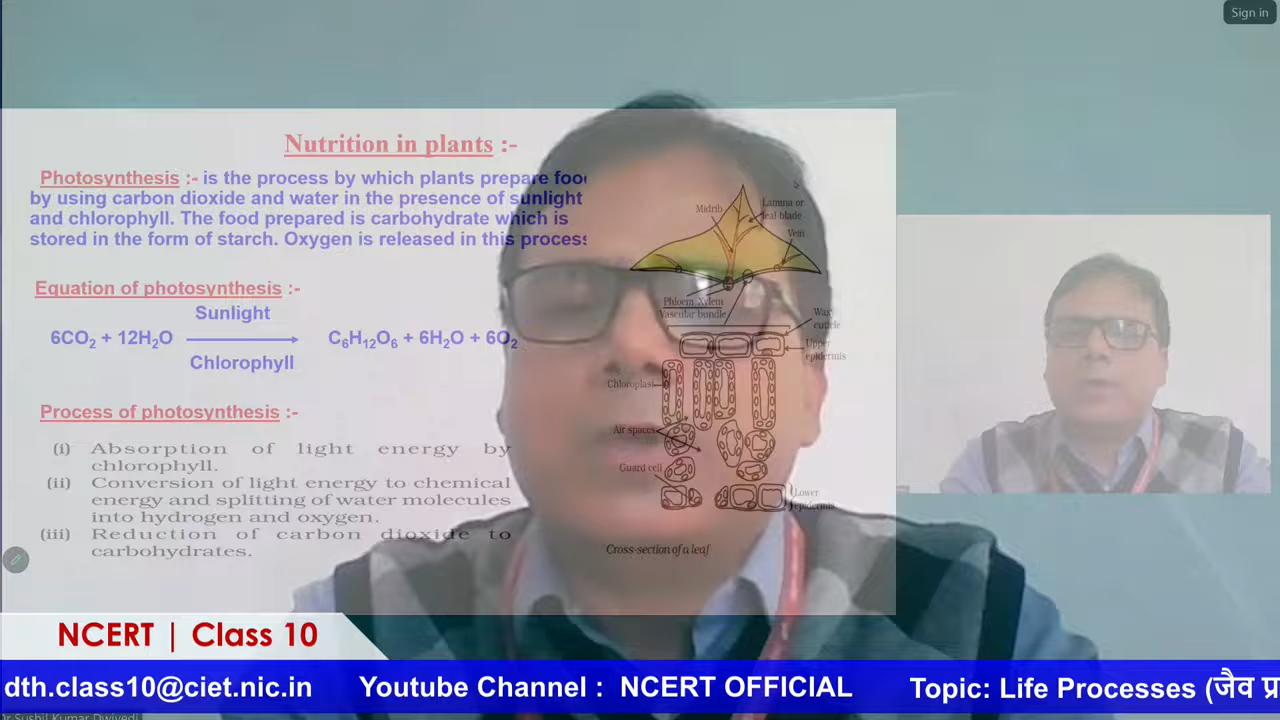 Sign in
Nutrition in plants :-
Photosynthesis :- is the process by which plants prepare food
by using carbon dioxide and water in the presence of sunlight
and chlorophyll. The food prepared is carbohydrate which is
stored in the form of starch. Oxygen is released in this process
Equation of photosynthesis :-
Sunlight
6CO₂ + 12H₂O C₆H₁₂O₆ + 6H₂O + 6O₂
Chlorophyll
Process of photosynthesis :-
(i) Absorption of light energy by
chlorophyll.
(ii) Conversion of light energy to chemical
energy and splitting of water molecules
into hydrogen and oxygen.
(iii) Reduction of carbon dioxide to
carbohydrates.
5
Midrib
Lamina or
leaf blade
Vein
Phloem Xylem
Vascular bundle
Waxy
cuticle
Upper
epidermis
Chloroplast
Air spaces
Guard cell
Lower
epidermis
Cross-section of a leaf
NCERT | Class 10
dth.class10@ciet.nic.in Youtube Channel : NCERT OFFICIAL Topic: Life Processes (जैव प्र
Dr Sushil Kumar Dwivedi